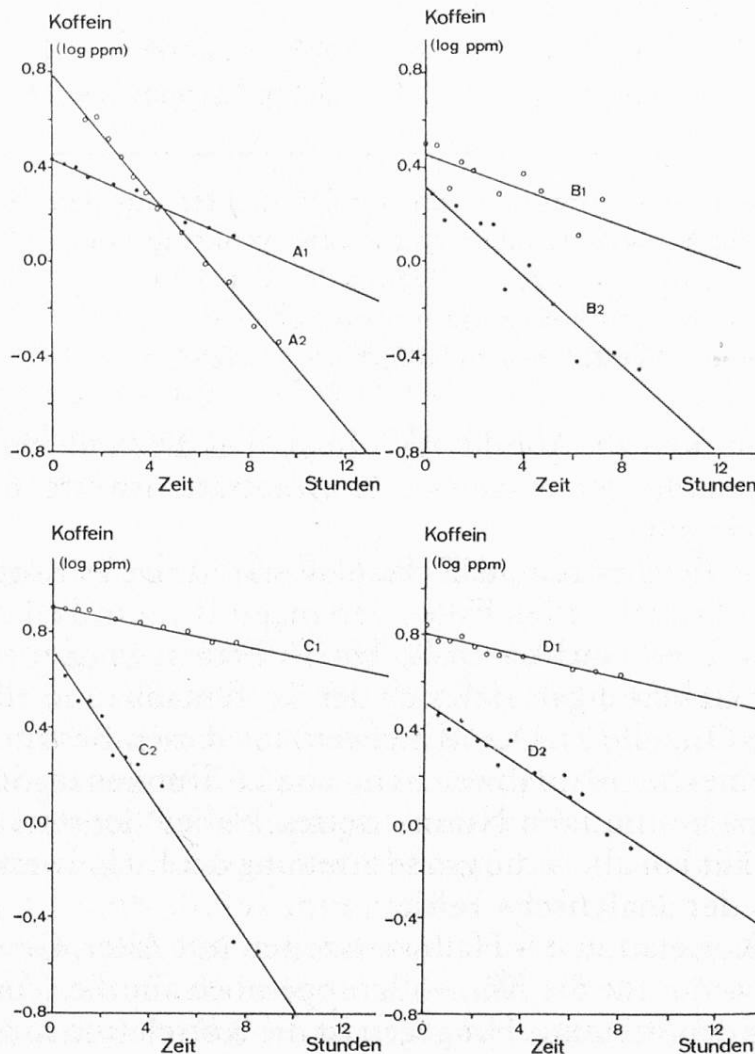 Koffein
(log ppm)
0,8
0,4
0,0
−0,4
−0,8
A1
A2
0 4 8 12
Zeit Stunden
Koffein
(log ppm)
0,8
0,4
0,0
−0,4
−0,8
B1
B2
0 4 8 12
Zeit Stunden
Koffein
(log ppm)
0,8
0,4
0,0
−0,4
−0,8
C1
C2
0 4 8 12
Zeit Stunden
Koffein
(log ppm)
0,8
0,4
0,0
−0,4
−0,8
D1
D2
0 4 8 12
Zeit Stunden